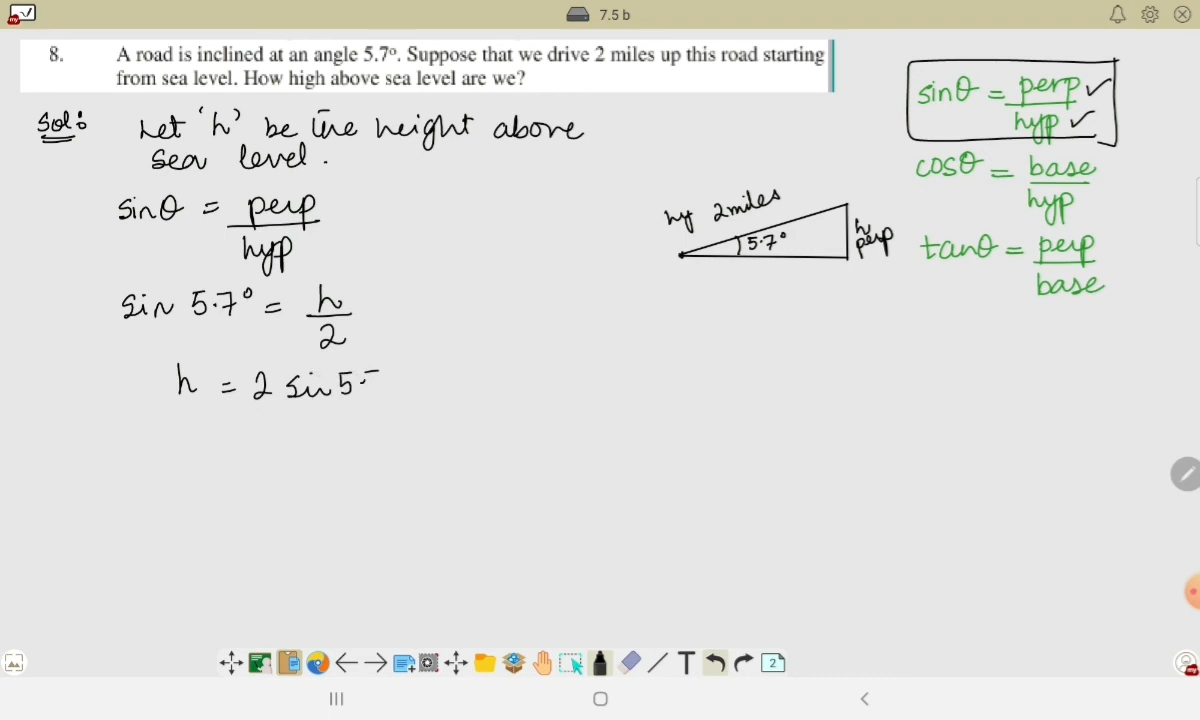 7.5 b
8. A road is inclined at an angle 5.7º. Suppose that we drive 2 miles up this road starting
from sea level. How high above sea level are we?
Sol:
Let 'h' be the height above
sea level.
sinθ = perp
hyp
sin 5.7° = h
2
h = 2 sin 5.
hy 2miles
5.7°
h
perp
sinθ = perp ✓
hyp ✓
cosθ = base
hyp
tanθ = perp
base
T
2